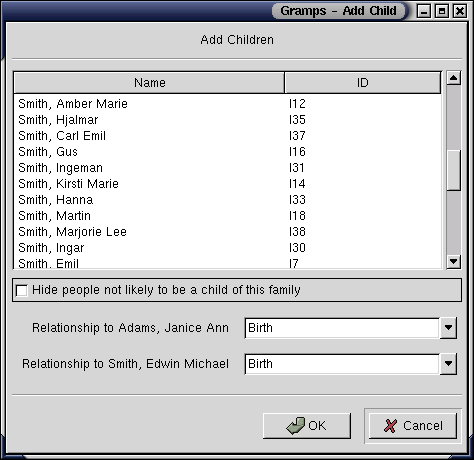 Gramps - Add Child
Add Children
Name ID
Smith, Amber Marie I12
Smith, Hjalmar I35
Smith, Carl Emil I37
Smith, Gus I16
Smith, Ingeman I31
Smith, Kirsti Marie I14
Smith, Hanna I33
Smith, Martin I18
Smith, Marjorie Lee I38
Smith, Ingar I30
Smith, Emil I7
Hide people not likely to be a child of this family
Relationship to Adams, Janice Ann Birth
Relationship to Smith, Edwin Michael Birth
OK Cancel